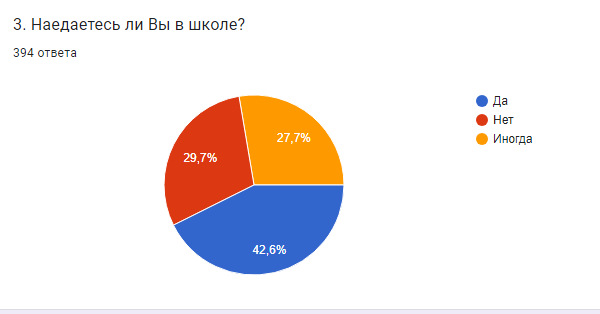 3. Наедаетесь ли Вы в школе?
394 ответа
Да
Нет
Иногда
27,7%
29,7%
42,6%